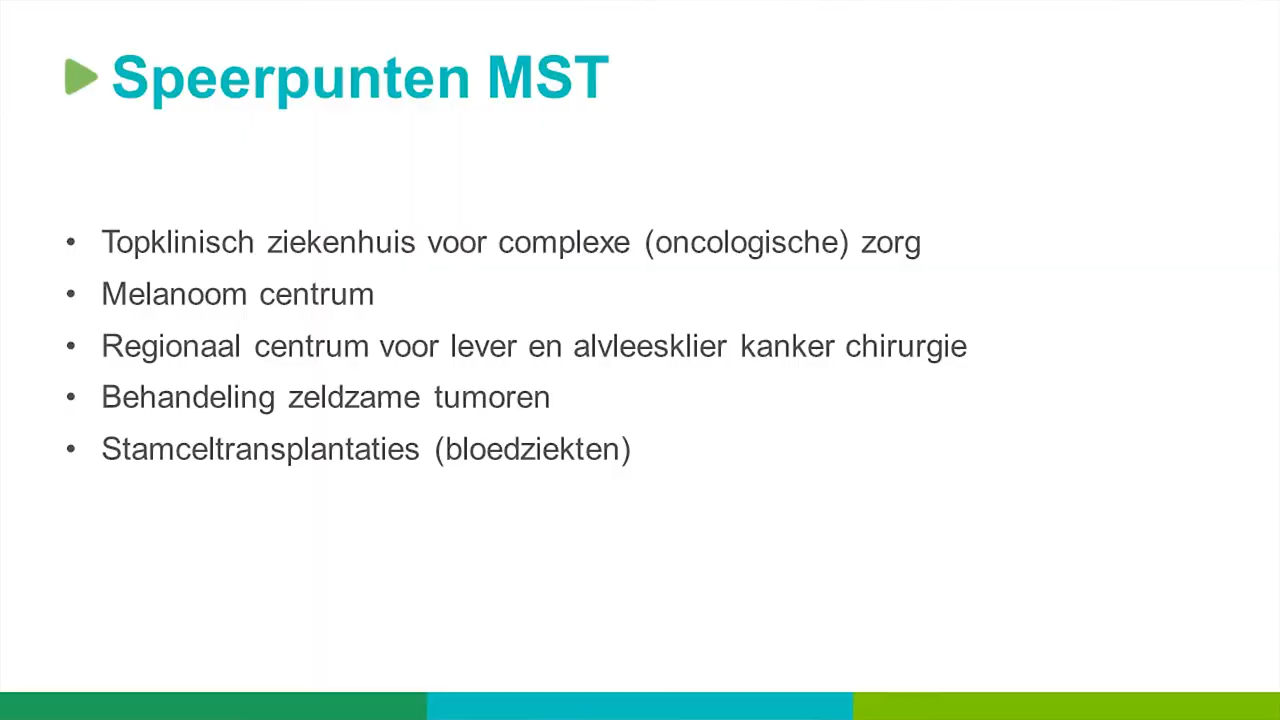 Speerpunten MST
• Topklinisch ziekenhuis voor complexe (oncologische) zorg
• Melanoom centrum
• Regionaal centrum voor lever en alvleesklier kanker chirurgie
• Behandeling zeldzame tumoren
• Stamceltransplantaties (bloedziekten)